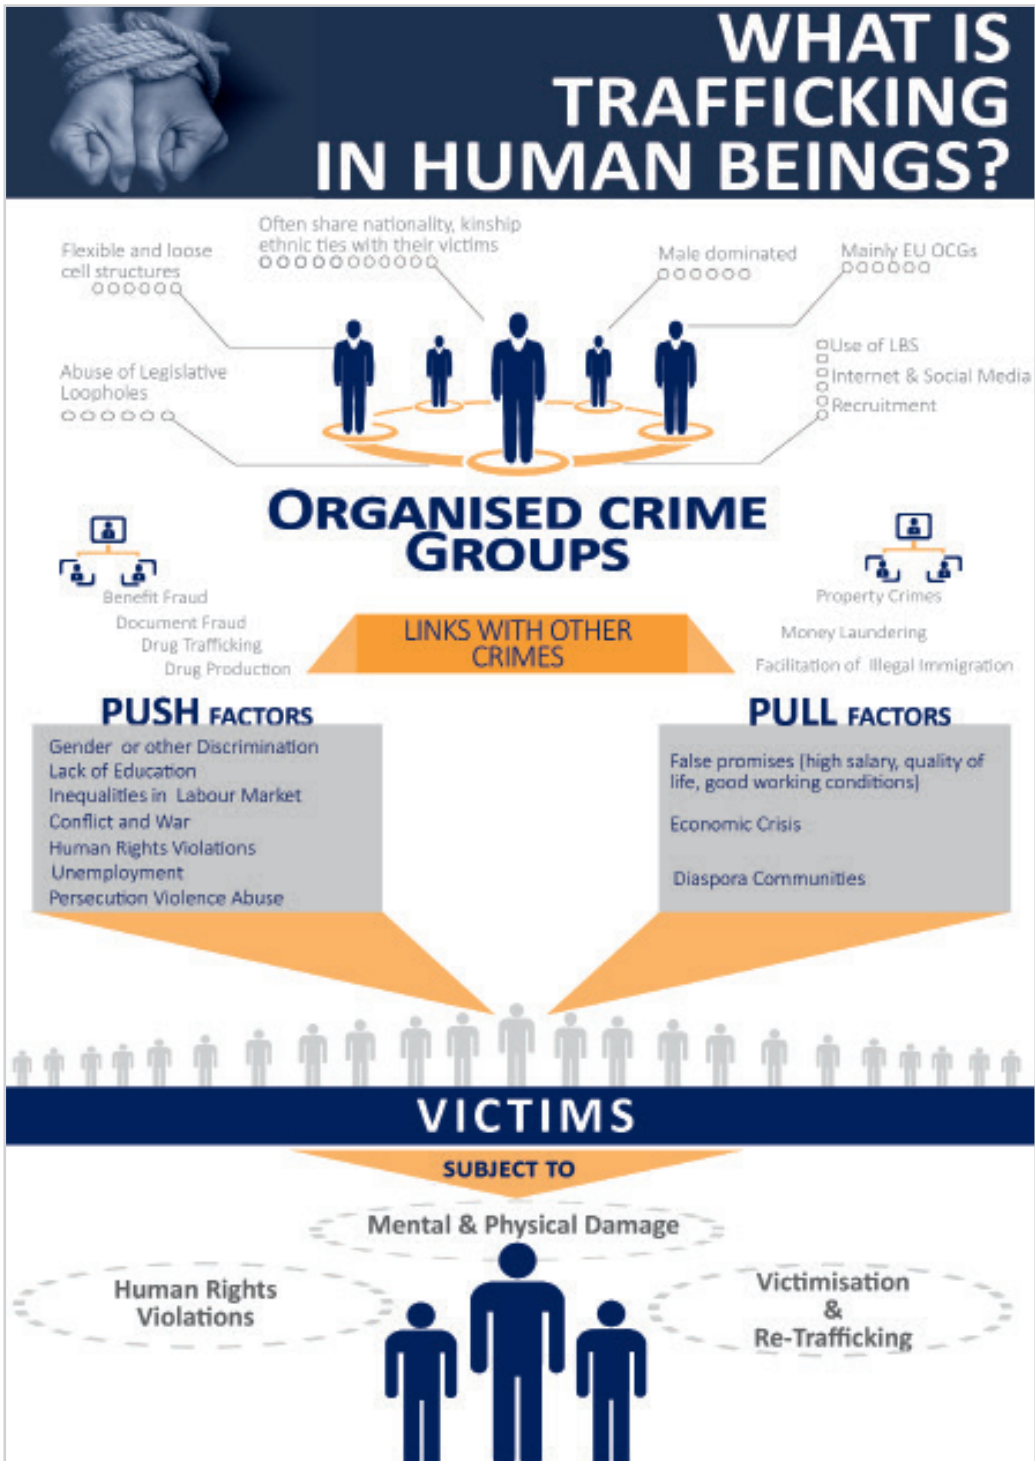 WHAT IS
TRAFFICKING
IN HUMAN BEINGS?
Flexible and loose
cell structures
Often share nationality, kinship
ethnic ties with their victims
Male dominated
Mainly EU OCGs
Abuse of Legislative
Loopholes
Use of LBS
Internet & Social Media
Recruitment
ORGANISED CRIME
GROUPS
Benefit Fraud
Document Fraud
Drug Trafficking
Drug Production
LINKS WITH OTHER
CRIMES
Property Crimes
Money Laundering
Facilitation of Illegal Immigration
PUSH FACTORS
Gender or other Discrimination
Lack of Education
Inequalities in Labour Market
Conflict and War
Human Rights Violations
Unemployment
Persecution Violence Abuse
PULL FACTORS
False promises (high salary, quality of
life, good working conditions)
Economic Crisis
Diaspora Communities
VICTIMS
SUBJECT TO
Mental & Physical Damage
Human Rights
Violations
Victimisation
&
Re-Trafficking